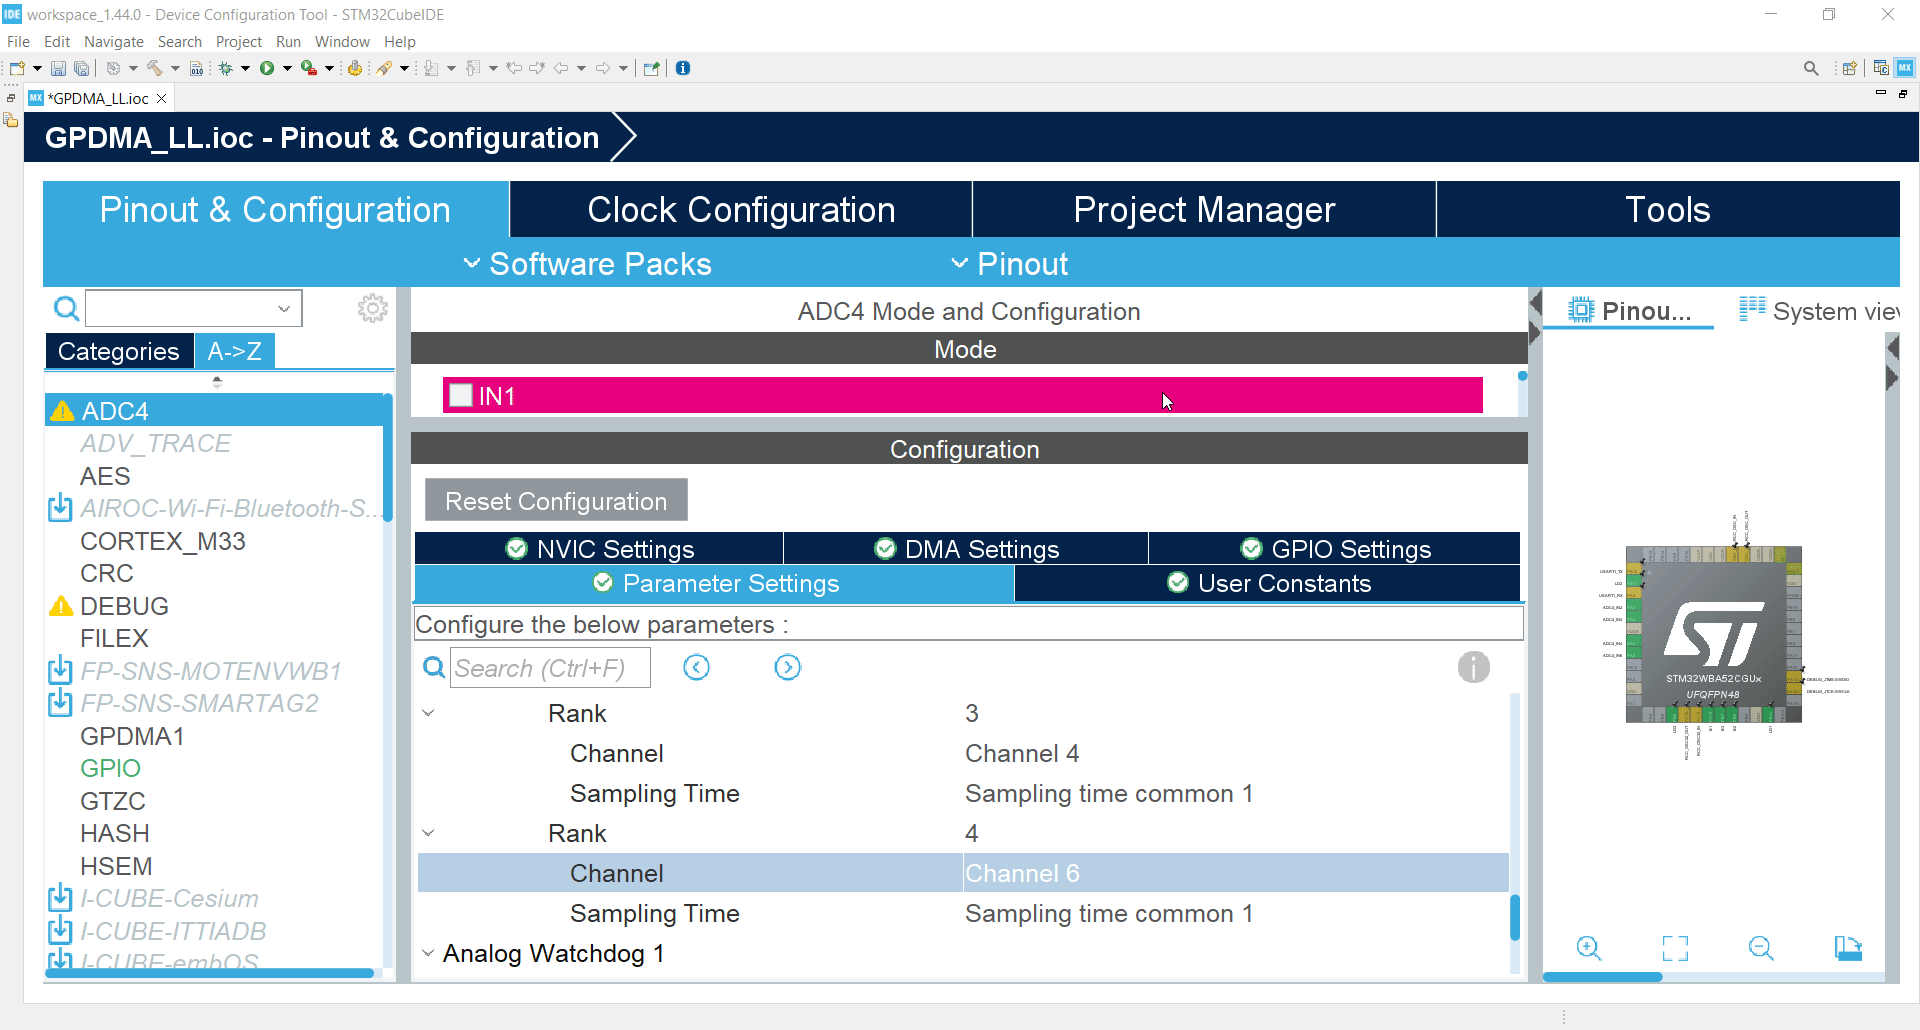 IDE workspace_1.44.0 - Device Configuration Tool - STM32CubeIDE
File Edit Navigate Search Project Run Window Help
010
MX
MX *GPDMA_LL.ioc
GPDMA_LL.ioc - Pinout & Configuration
Pinout & Configuration Clock Configuration Project Manager Tools
Software Packs Pinout
ADC4 Mode and Configuration
Pinou... System viev
Categories A->Z
Mode
IN1
ADC4
ADV_TRACE
AES
AIROC-Wi-Fi-Bluetooth-S...
CORTEX_M33
CRC
DEBUG
FILEX
FP-SNS-MOTENVWB1
FP-SNS-SMARTAG2
GPDMA1
GPIO
GTZC
HASH
HSEM
I-CUBE-Cesium
I-CUBE-ITTIADB
I-CUBE-embOS
Configuration
Reset Configuration
NVIC Settings DMA Settings GPIO Settings
Parameter Settings User Constants
Configure the below parameters :
Search (Ctrl+F)
Rank 3
Channel Channel 4
Sampling Time Sampling time common 1
Rank 4
Channel Channel 6
Sampling Time Sampling time common 1
Analog Watchdog 1
ST
STM32WBA52CGUx
UFQFPN48